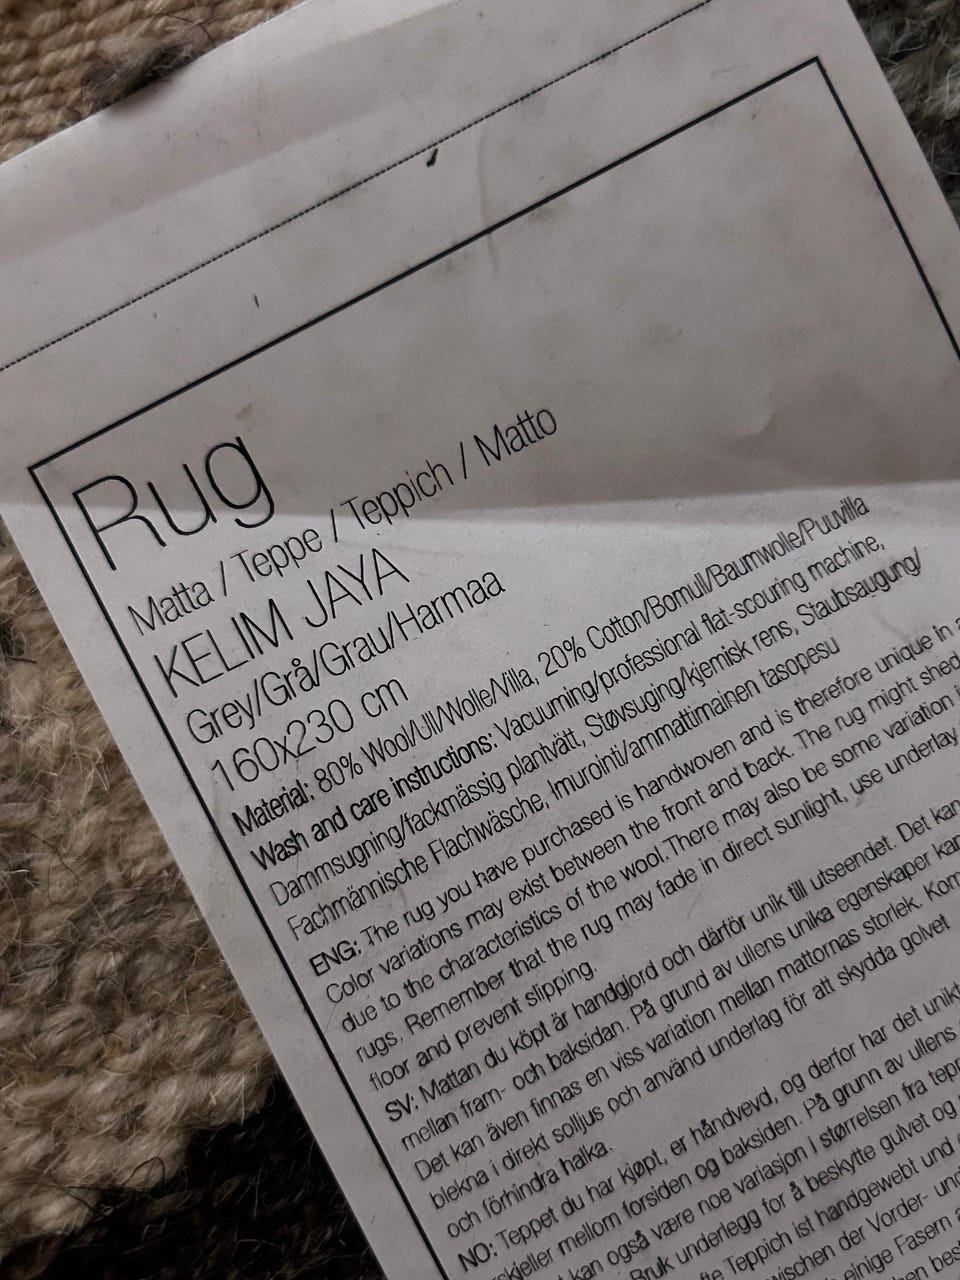 Rug
Matta / Teppe / Teppich / Matto
KELIM JAYA
Grey/Grå/Grau/Harmaa
160x230 cm
Material: 80% Wool/Ull/Wolle/Villa, 20% Cotton/Bomull/Baumwolle/Puuvilla
Wash and care instructions: Vacuuming/professional flat-scouring machine,
Dammsugning/fackmässig plantvätt, Støvsuging/kjemisk rens, Staubsaugung/
Fachmännische Flachwäsche, Imurointi/ammattimainen tasopesu
ENG: The rug you have purchased is handwoven and is therefore unique in a
Color variations may exist between the front and back. The rug might shed
due to the characteristics of the wool.There may also be some variation i
rugs. Remember that the rug may fade in direct sunlight, use underlay
floor and prevent slipping.
SV: Mattan du köpt är handgjord och därför unik till utseendet. Det kan
mellan fram- och baksidan. På grund av ullens unika egenskaper kan
Det kan även finnas en viss variation mellan mattornas storlek. Kom
blekna i direkt solljus och använd underlag för att skydda golvet
och förhindra halka.
NO: Teppet du har kjøpt, er håndvevd, og derfor har det unikt
skjeller mellom forsiden og baksiden. På grunn av ullens
kan også være noe variasjon i størrelsen fra tepp
Bruk underlegg for å beskytte gulvet og
fte Teppich ist handgewebt und
wischen der Vorder- und
einige Fasern
best